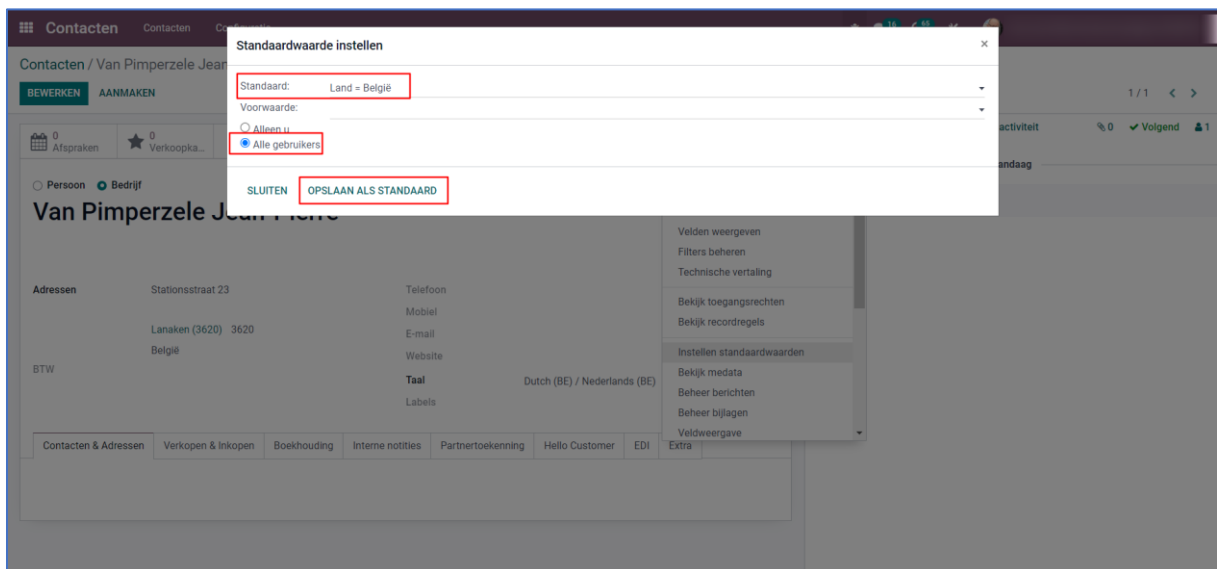 Contacten Contacten
16 65
Standaardwaarde instellen ×
Contacten / Van Pimperzele Jean
BEWERKEN AANMAKEN
1 / 1
Standaard: Land = België
Voorwaarde:
Alleen u
Alle gebruikers
0 Afspraken
0 Verkoopka...
activiteit 0 Volgend 1
SLUITEN OPSLAAN ALS STANDAARD
Persoon Bedrijf
Van Pimperzele Jean Pierre
Velden weergeven
Filters beheren
Technische vertaling
Bekijk toegangsrechten
Bekijk recordregels
Instellen standaardwaarden
Bekijk medata
Beheer berichten
Beheer bijlagen
Veldweergave
Adressen Stationsstraat 23
Lanaken (3620) 3620
België
BTW
Telefoon
Mobiel
E-mail
Website
Taal Dutch (BE) / Nederlands (BE)
Labels
Contacten & Adressen Verkopen & Inkopen Boekhouding Interne notities Partnertoekenning Hello Customer EDI Extra